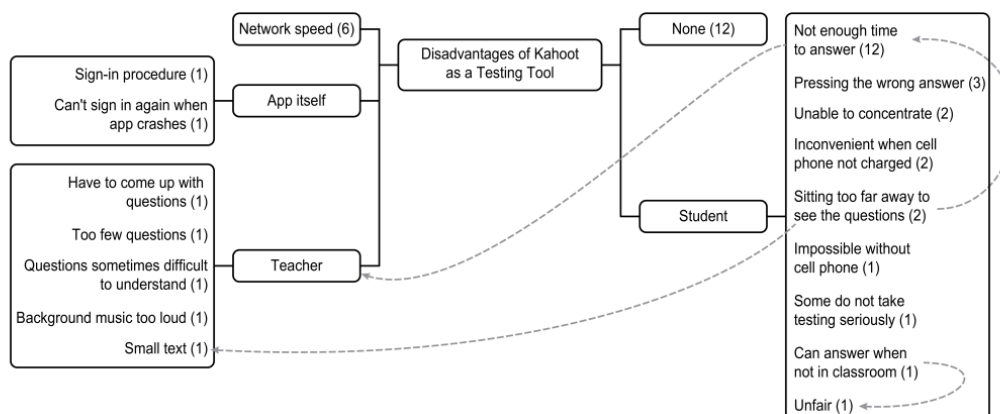 Disadvantages of Kahoot
as a Testing Tool
Network speed (6)
App itself
Sign-in procedure (1)
Can't sign in again when
app crashes (1)
Teacher
Have to come up with
questions (1)
Too few questions (1)
Questions sometimes difficult
to understand (1)
Background music too loud (1)
Small text (1)
None (12)
Student
Not enough time
to answer (12)
Pressing the wrong answer (3)
Unable to concentrate (2)
Inconvenient when cell
phone not charged (2)
Sitting too far away to
see the questions (2)
Impossible without
cell phone (1)
Some do not take
testing seriously (1)
Can answer when
not in classroom (1)
Unfair (1)